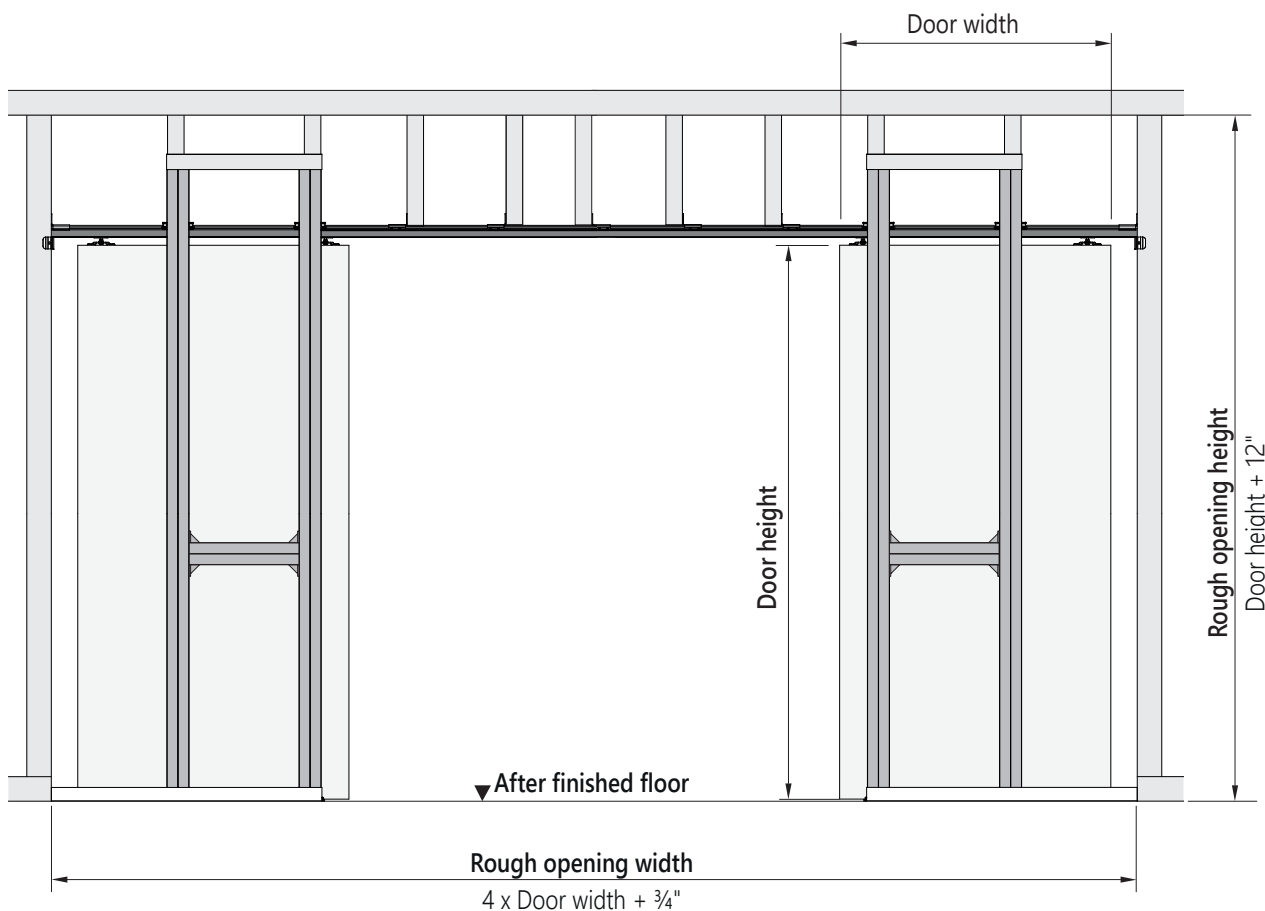 Door width
Door height
Rough opening height
Door heiaht + 12"
After finished floor
Rough opening width
4 x Door width + ¾"